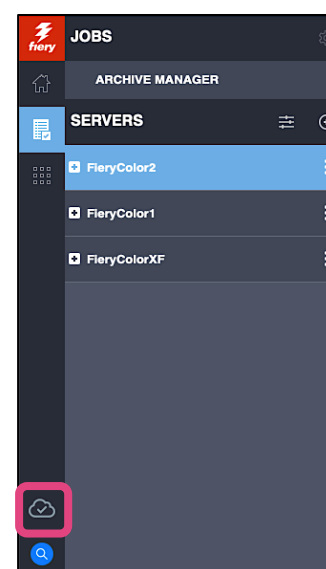 fiery
JOBS
ARCHIVE MANAGER
SERVERS
FieryColor2
FieryColor1
FieryColorXF